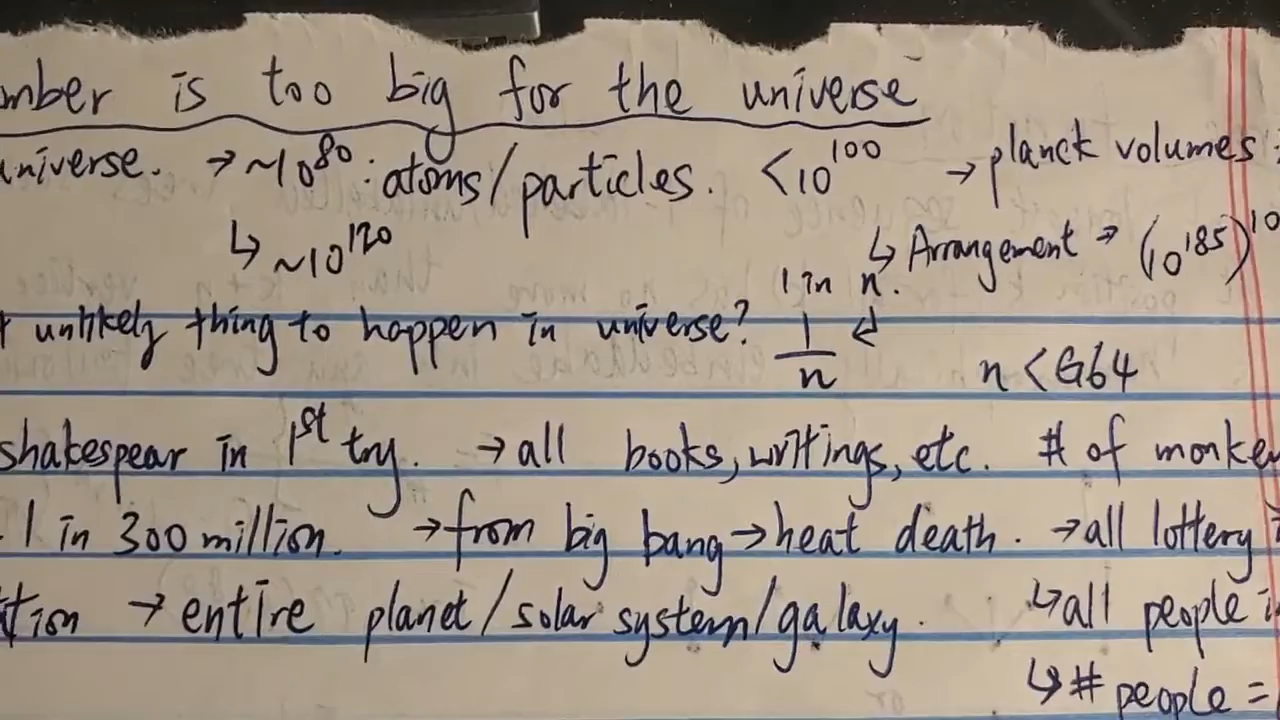 mber is too big for the universe
universe. → ~10^80 : atoms/particles. < 10^100 → planck volumes:
↳ ~10^120 ↳ Arrangement → (10^185)^10
1 in n.
unlikely thing to happen in universe? 1/n n < G64
shakespear in 1st try. → all books, writings, etc. # of monke
1 in 300 million. → from big bang → heat death. → all lottery
tion → entire planet/solar system/galaxy. ↳ all people i
↳ # people =